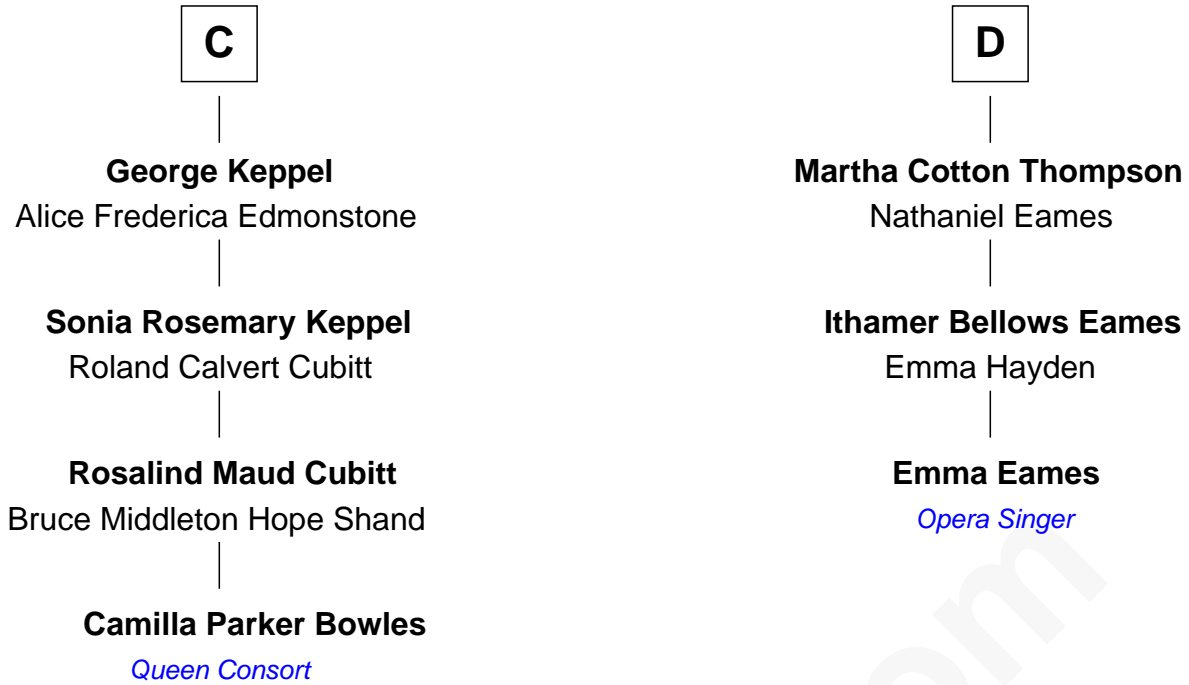 C
George Keppel
Alice Frederica Edmonstone
Sonia Rosemary Keppel
Roland Calvert Cubitt
Rosalind Maud Cubitt
Bruce Middleton Hope Shand
Camilla Parker Bowles
Queen Consort
D
Martha Cotton Thompson
Nathaniel Eames
Ithamer Bellows Eames
Emma Hayden
Emma Eames
Opera Singer
om